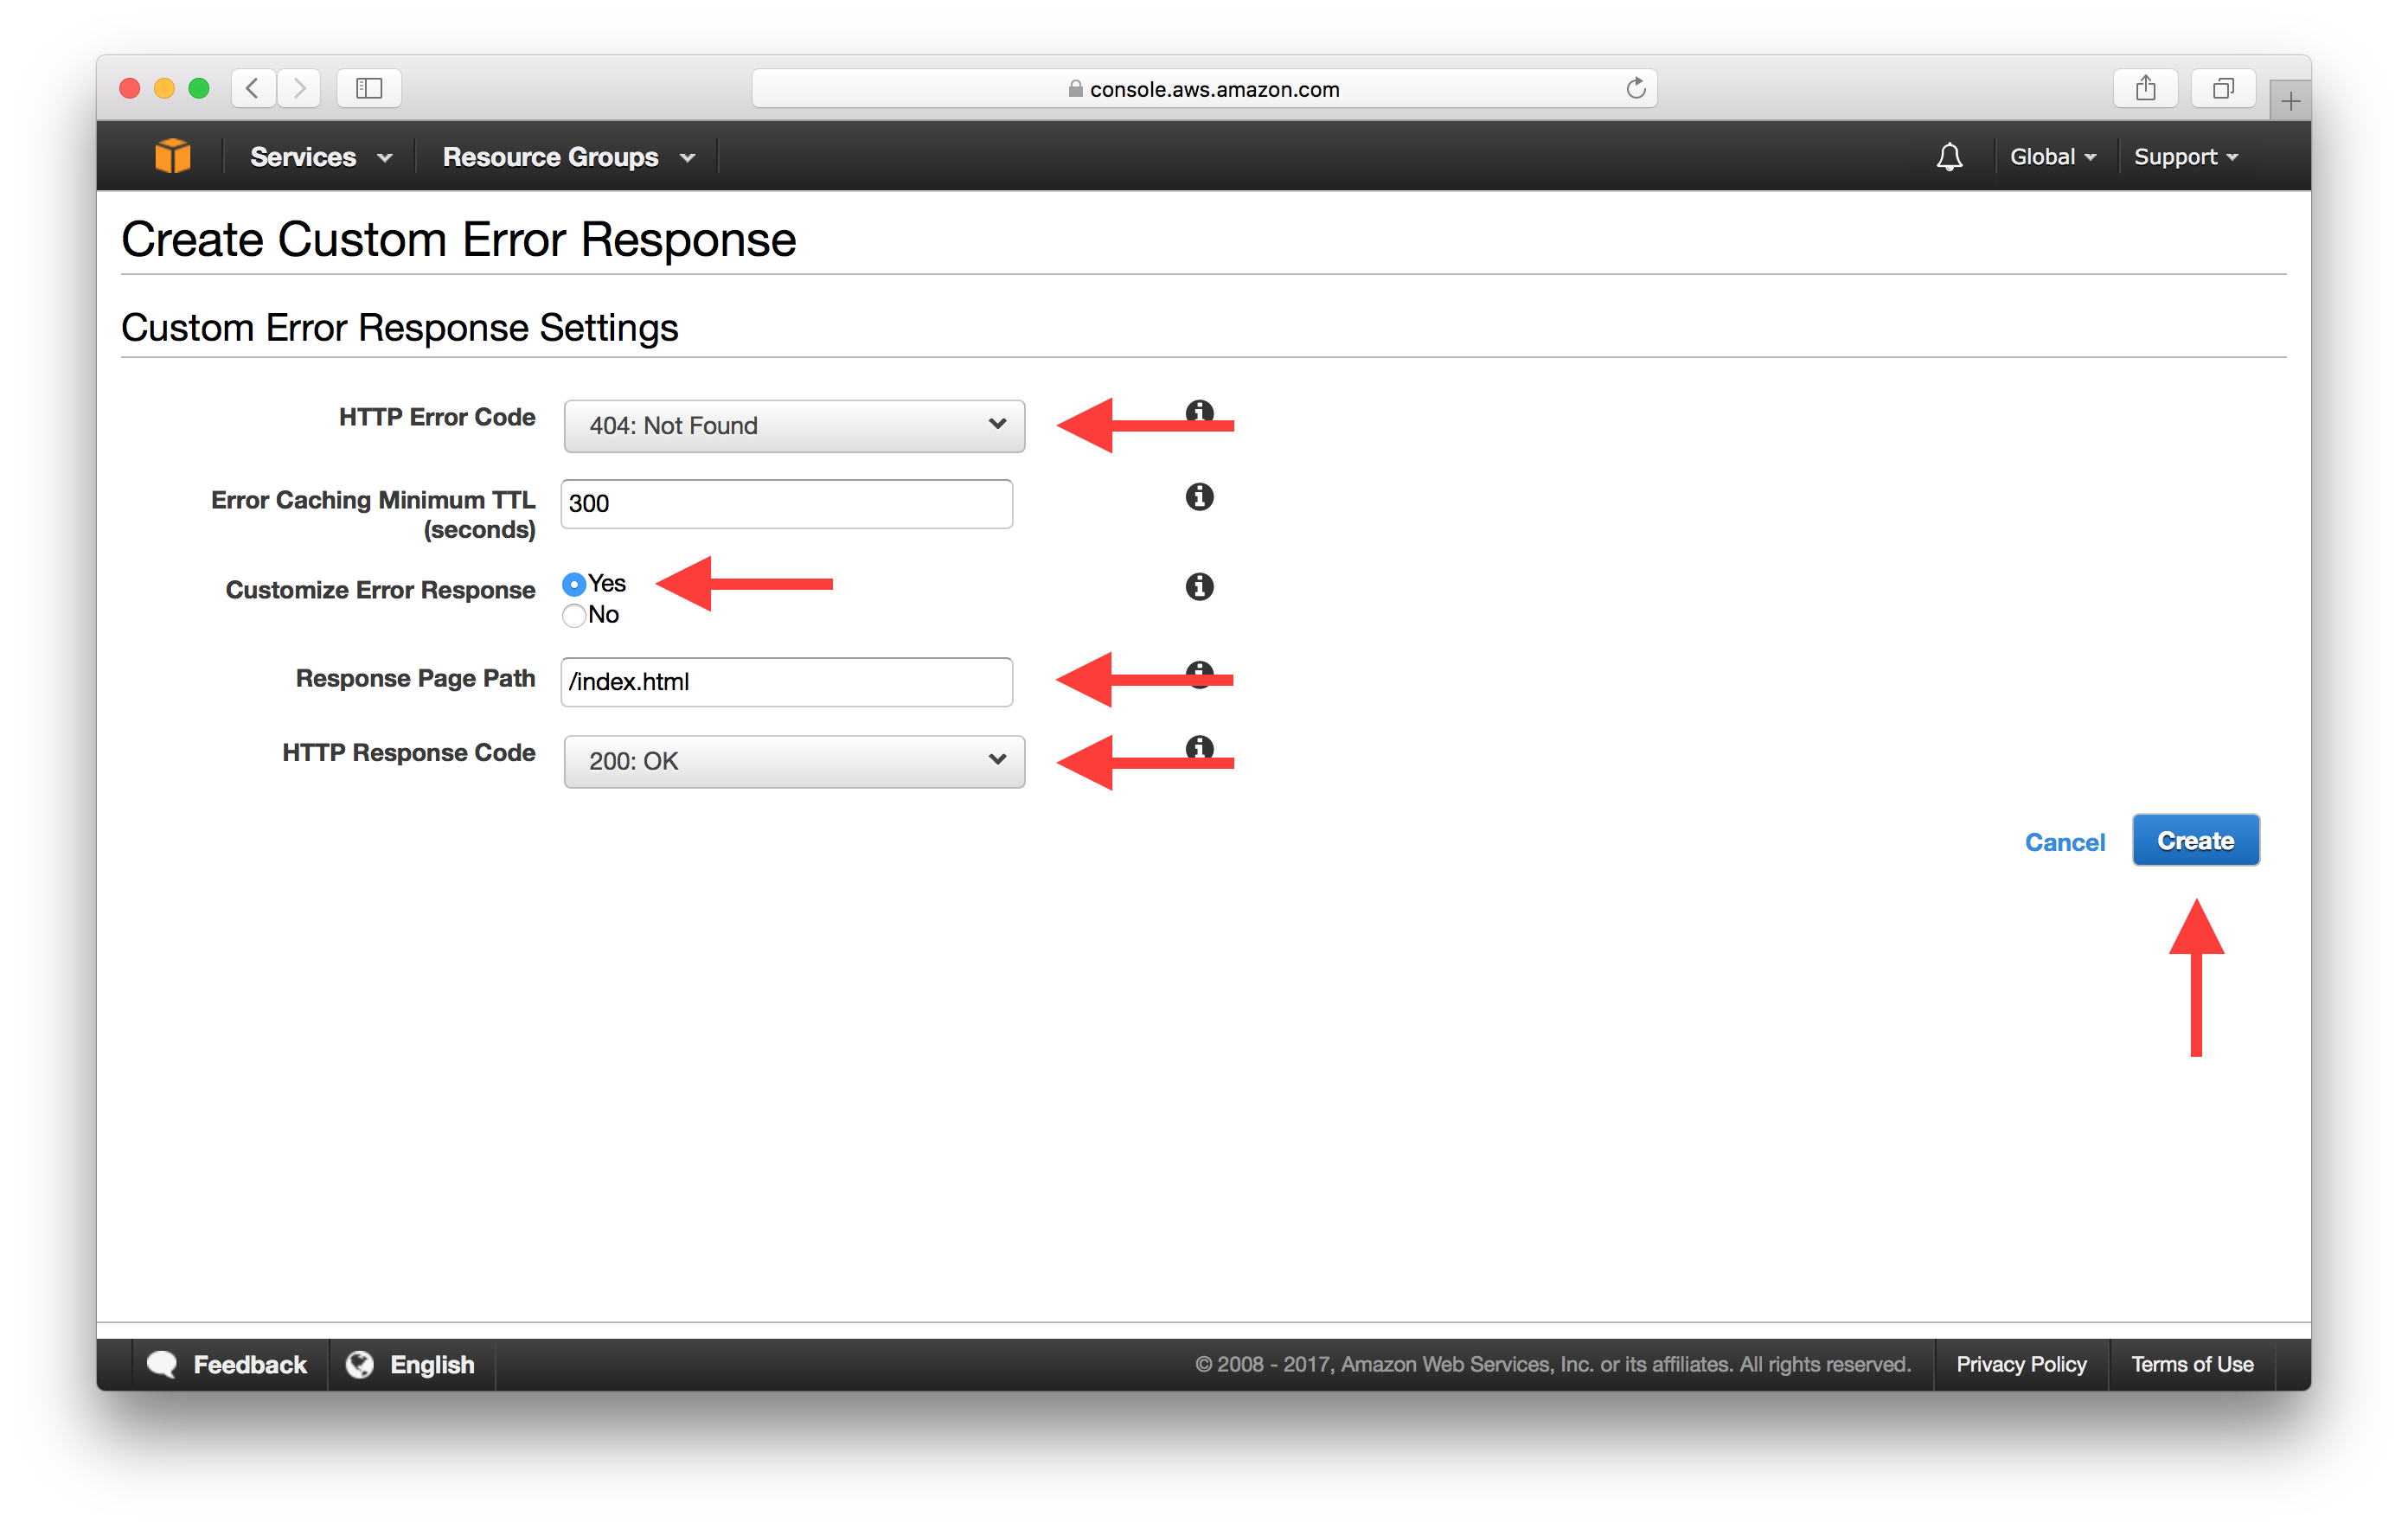 console.aws.amazon.com
Services
Resource Groups
Global
Support
Create Custom Error Response
Custom Error Response Settings
HTTP Error Code
404: Not Found
Error Caching Minimum TTL
(seconds)
300
Customize Error Response
Yes
No
Response Page Path
/index.html
HTTP Response Code
200: OK
Cancel
Create
Feedback
English
© 2008 - 2017, Amazon Web Services, Inc. or its affiliates. All rights reserved.
Privacy Policy
Terms of Use